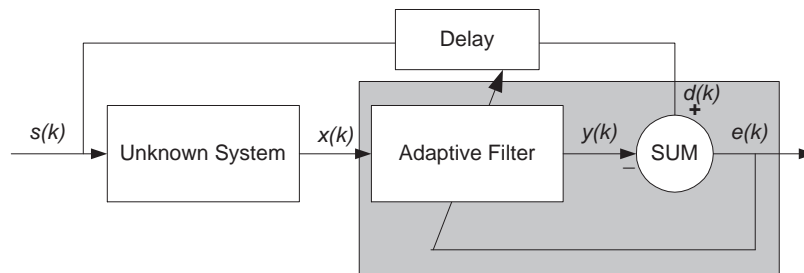 Delay
s(k)
Unknown System
x(k)
Adaptive Filter
y(k)
d(k)
+
SUM
−
e(k)